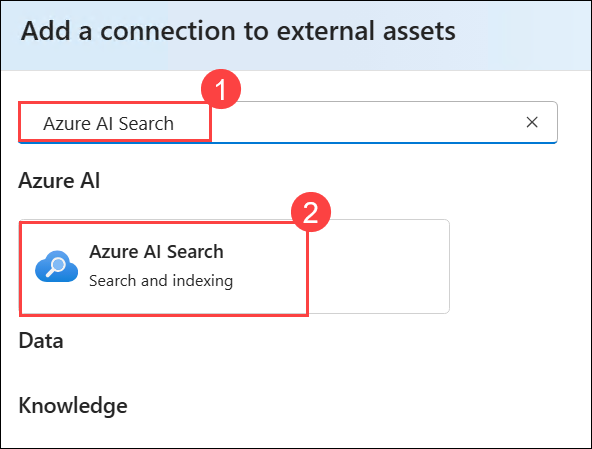 Add a connection to external assets
1
Azure AI Search
Azure AI
2
Azure AI Search
Search and indexing
Data
Knowledge